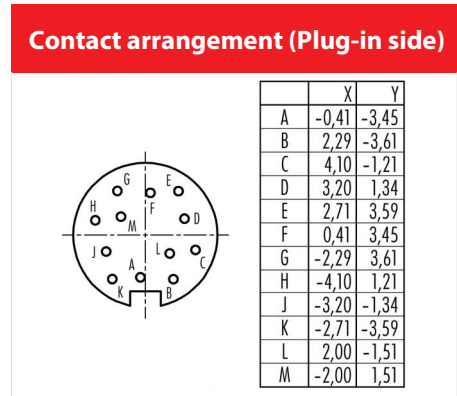 Contact arrangement (Plug-in side)
X Y
A -0,41 -3,45
B 2,29 -3,61
C 4,10 -1,21
D 3,20 1,34
E 2,71 3,59
F 0,41 3,45
G -2,29 3,61
H -4,10 1,21
J -3,20 -1,34
K -2,71 -3,59
L 2,00 -1,51
M -2,00 1,51
G E
F
H M D
J L C
A
K B